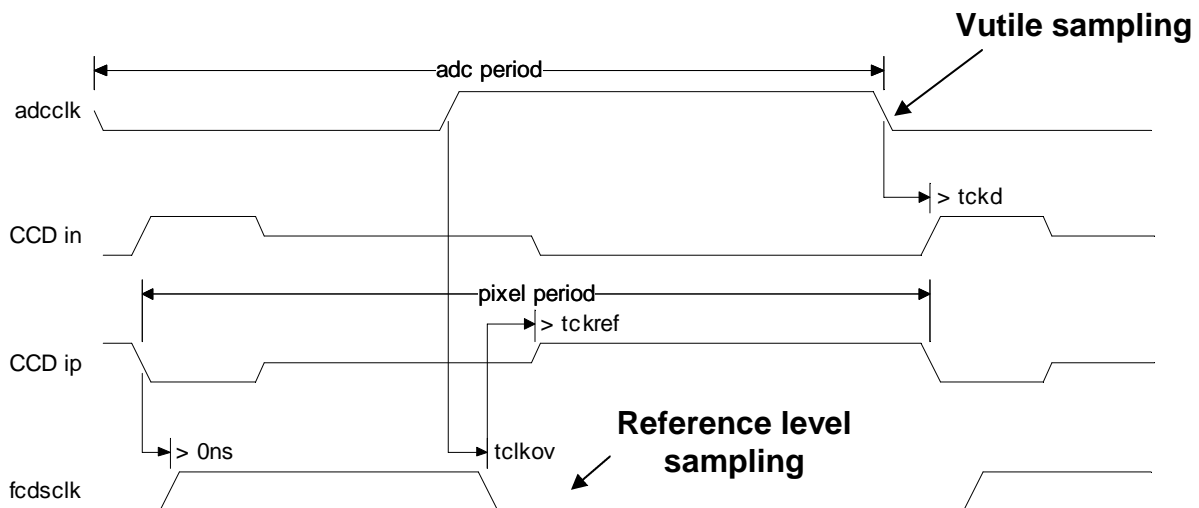 Vutile sampling
adc period
adcclk
> tckd
CCD in
pixel period
> tckref
CCD ip
Reference level
sampling
> 0ns
tclkov
fcdsclk